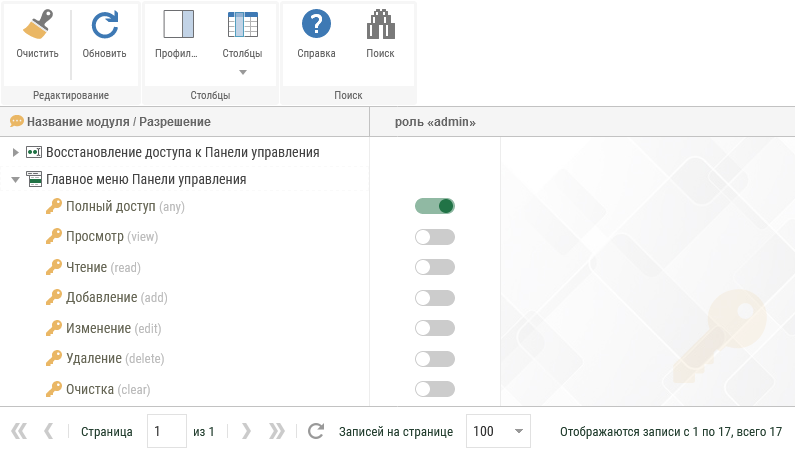 Очистить
Обновить
Профил...
Столбцы
Справка
Поиск
Редактирование
Столбцы
Поиск
Название модуля / Разрешение
роль «admin»
Восстановление доступа к Панели управления
Главное меню Панели управления
Полный доступ (any)
Просмотр (view)
Чтение (read)
Добавление (add)
Изменение (edit)
Удаление (delete)
Очистка (clear)
Страница 1 из 1 Записей на странице 100 Отображаются записи с 1 по 17, всего 17